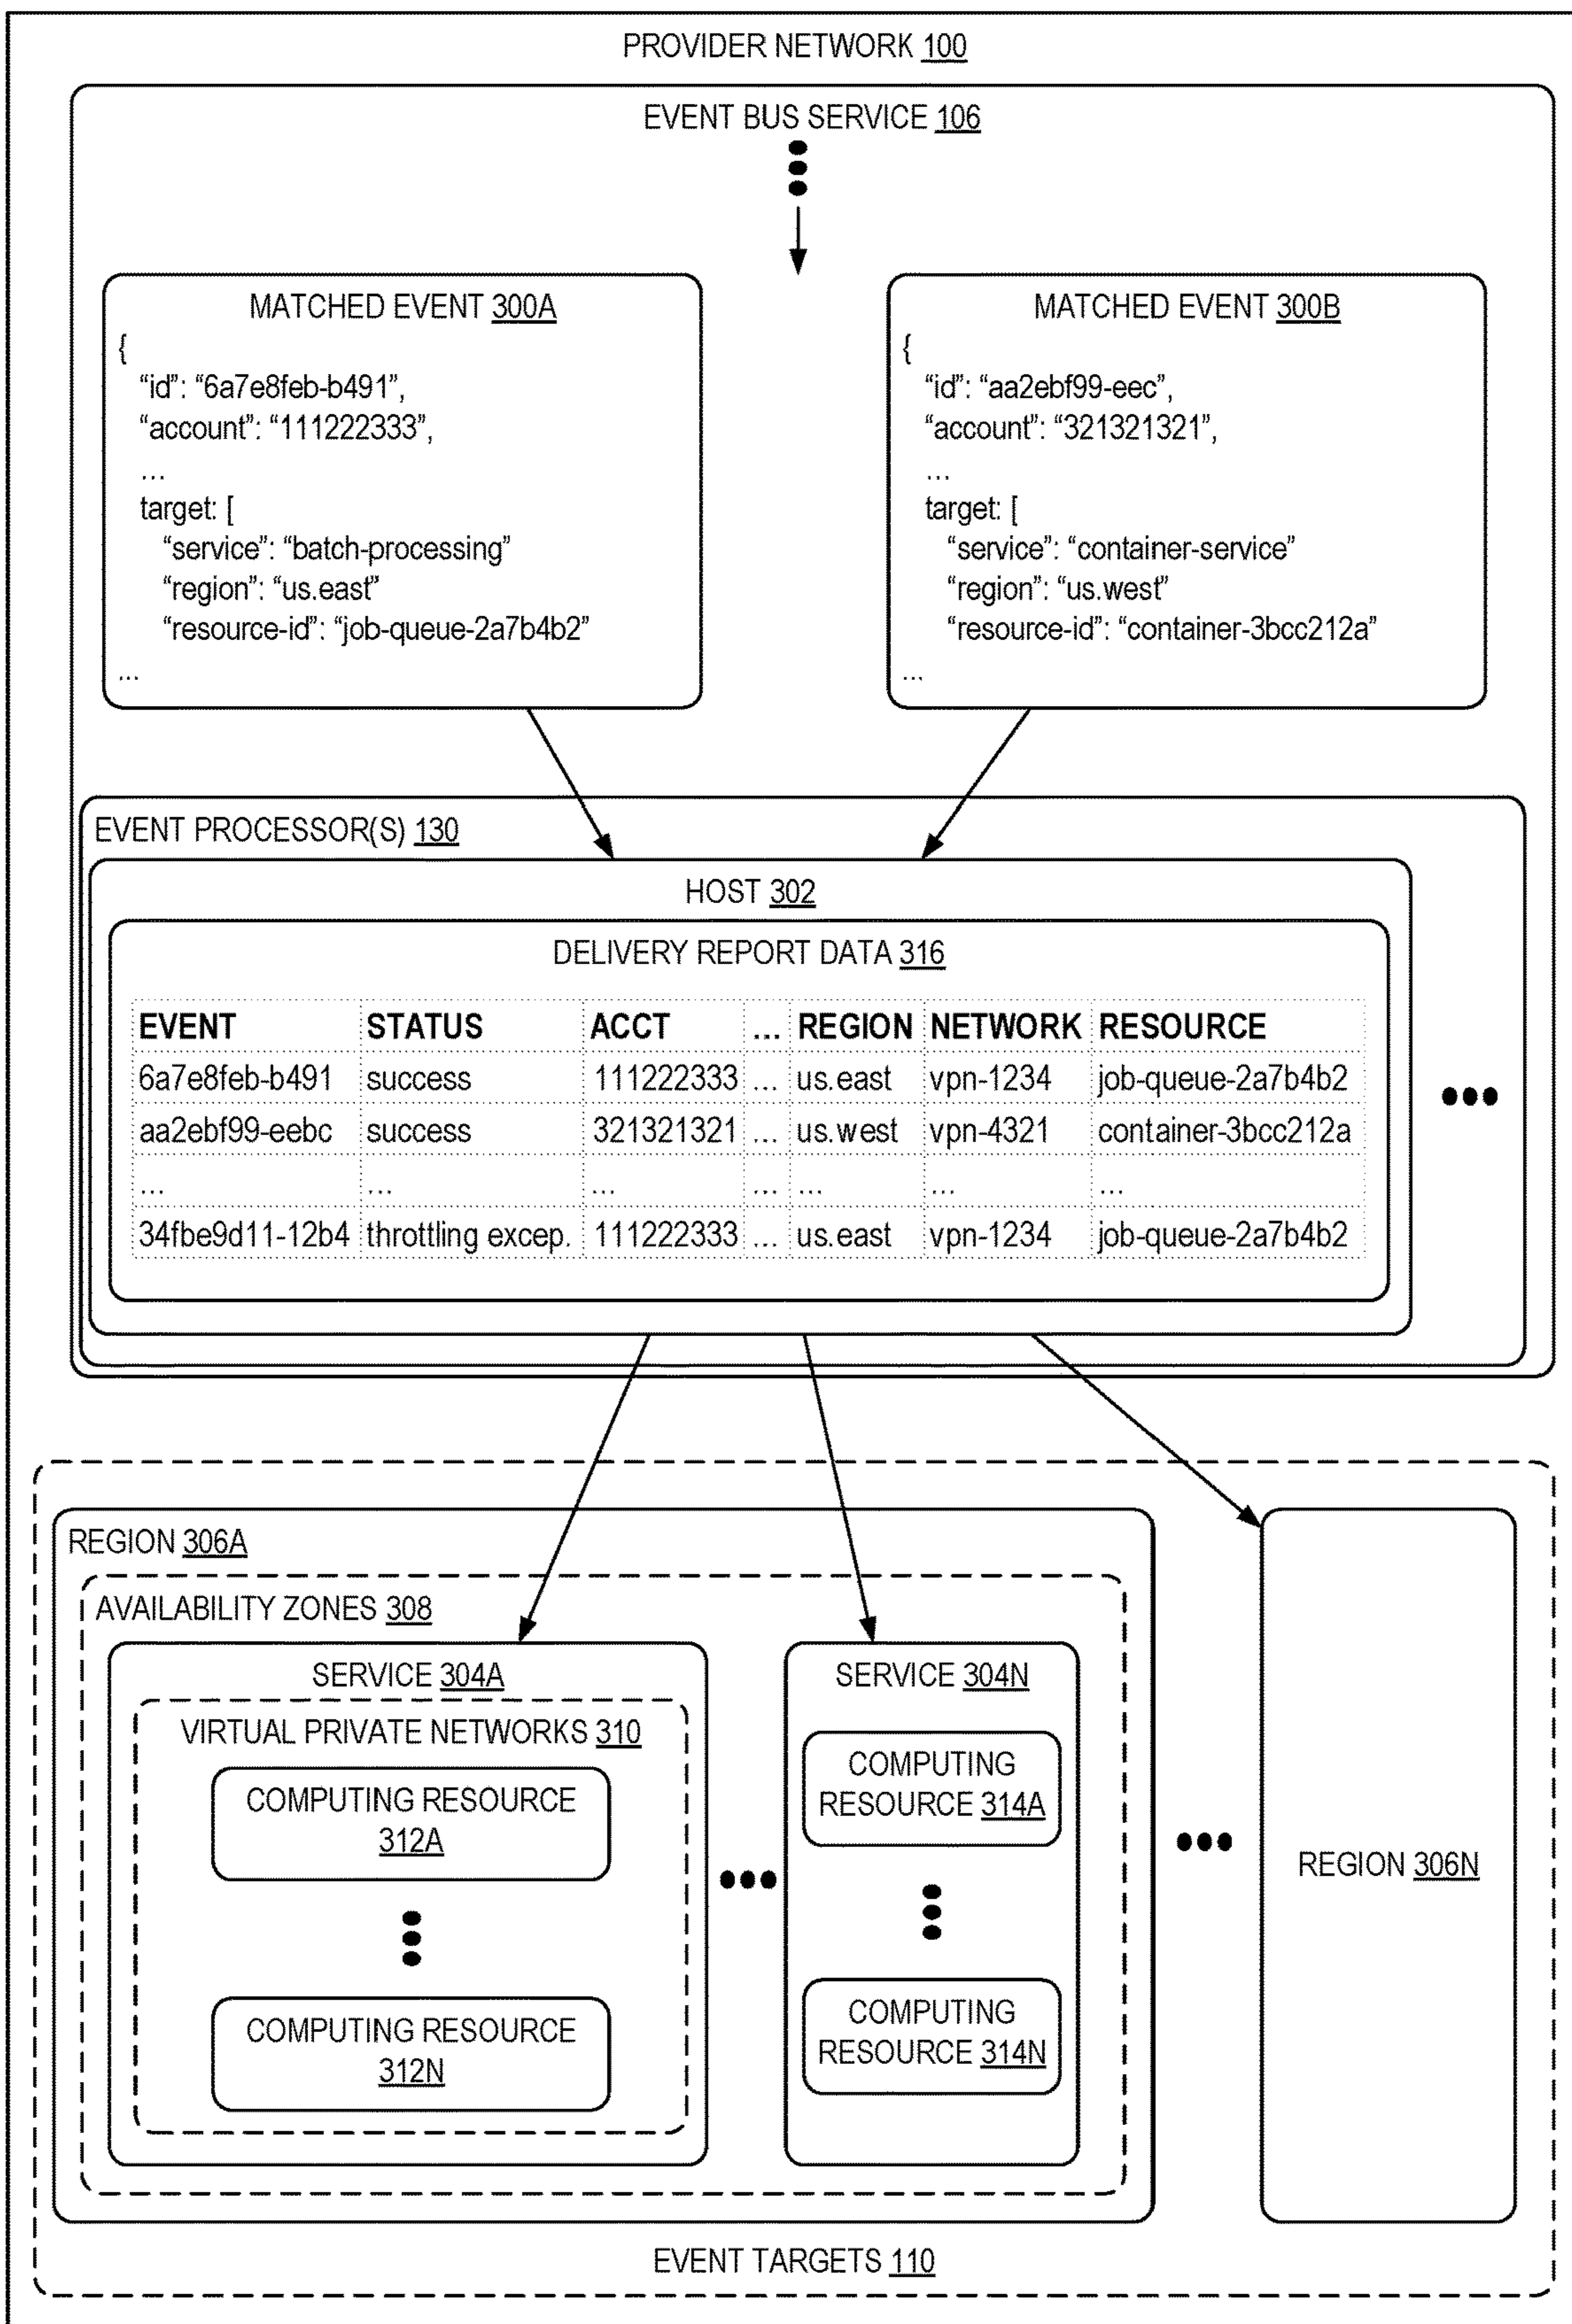 PROVIDER NETWORK 100
EVENT BUS SERVICE 106
MATCHED EVENT 300A
{
“id”: “6a7e8feb-b491”,
“account”: “111222333”,
...
target: [
“service”: “batch-processing”
“region”: “us.east”
“resource-id”: “job-queue-2a7b4b2”
...
MATCHED EVENT 300B
{
“id”: “aa2ebf99-eec”,
“account”: “321321321”,
...
target: [
“service”: “container-service”
“region”: “us.west”
“resource-id”: “container-3bcc212a”
...
EVENT PROCESSOR(S) 130
HOST 302
DELIVERY REPORT DATA 316
EVENT STATUS ACCT ... REGION NETWORK RESOURCE
6a7e8feb-b491 success 111222333 ... us.east vpn-1234 job-queue-2a7b4b2
aa2ebf99-eebc success 321321321 ... us.west vpn-4321 container-3bcc212a
... ... ... ... ... ... ...
34fbe9d11-12b4 throttling excep. 111222333 ... us.east vpn-1234 job-queue-2a7b4b2
REGION 306A
AVAILABILITY ZONES 308
SERVICE 304A
VIRTUAL PRIVATE NETWORKS 310
COMPUTING RESOURCE
312A
COMPUTING RESOURCE
312N
SERVICE 304N
COMPUTING
RESOURCE 314A
COMPUTING
RESOURCE 314N
REGION 306N
EVENT TARGETS 110